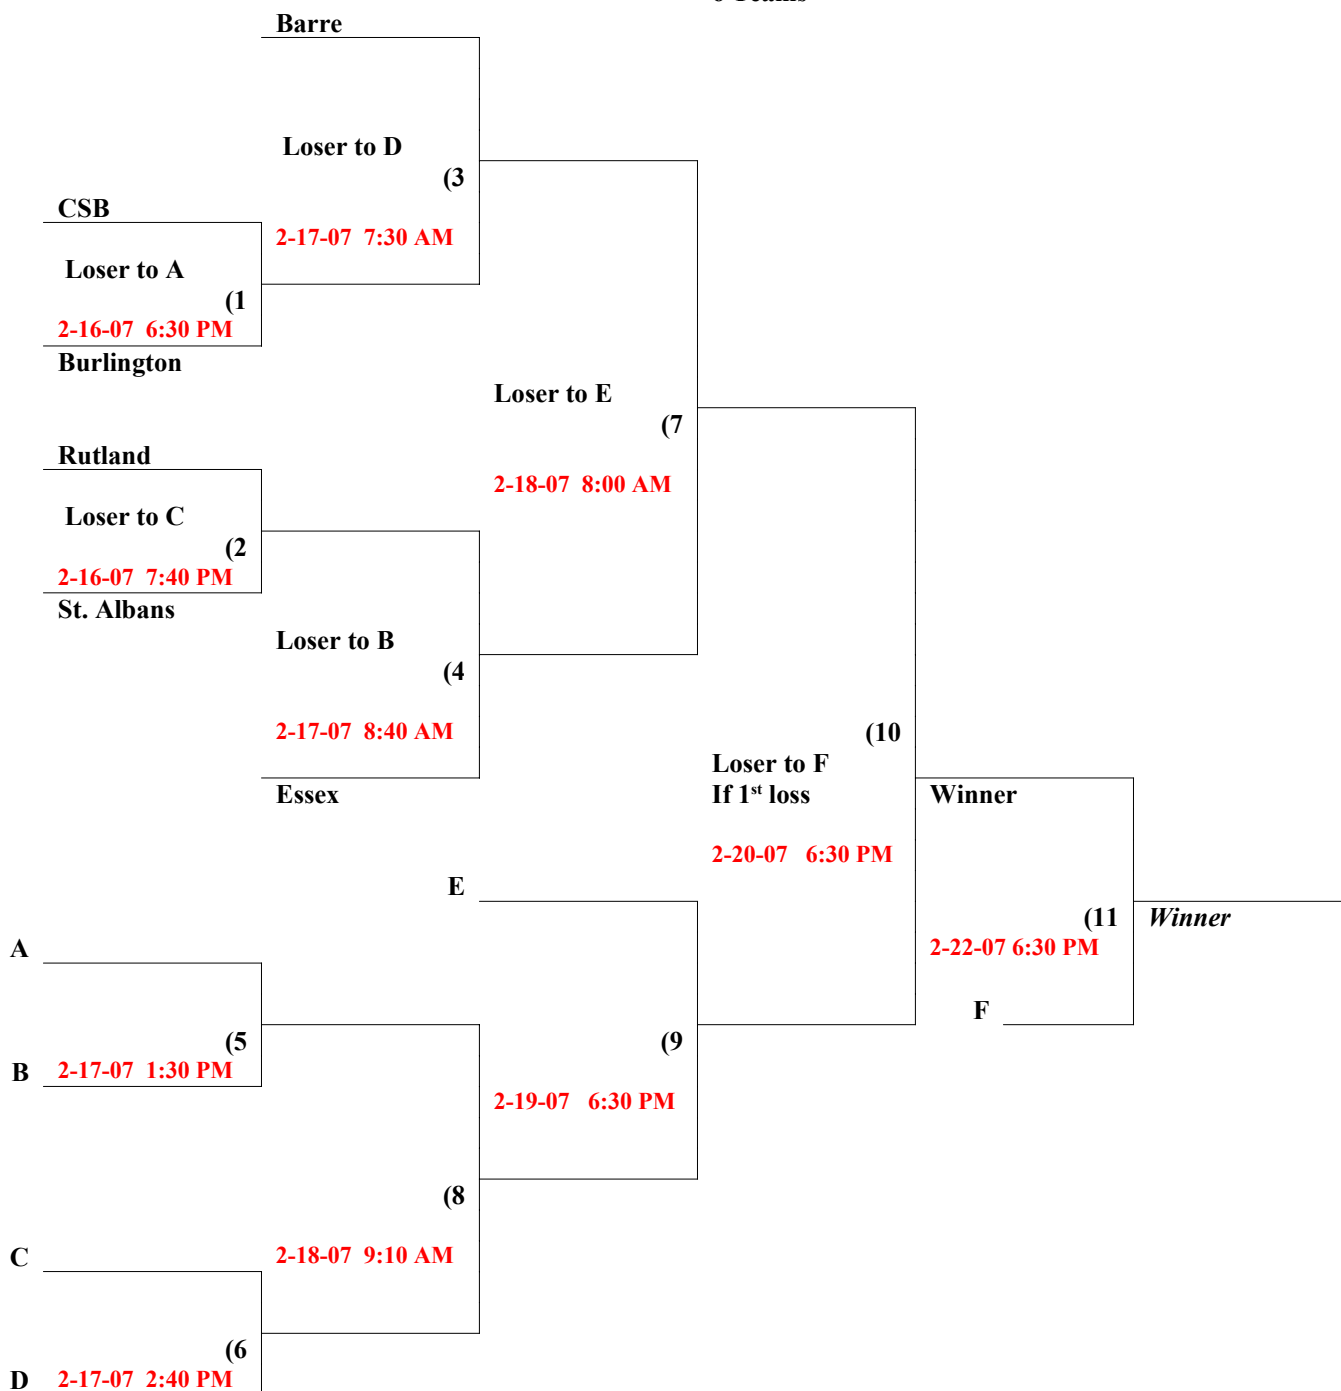 6 Teams
Barre
Loser to D
(3
CSB
2-17-07 7:30 AM
Loser to A
(1
2-16-07 6:30 PM
Burlington
Loser to E
(7
Rutland
2-18-07 8:00 AM
Loser to C
(2
2-16-07 7:40 PM
St. Albans
Loser to B
(4
2-17-07 8:40 AM
(10
Loser to F
If 1st loss
Essex
Winner
2-20-07 6:30 PM
E
(11
Winner
A
2-22-07 6:30 PM
F
(5
(9
B
2-17-07 1:30 PM
2-19-07 6:30 PM
(8
C
2-18-07 9:10 AM
(6
D
2-17-07 2:40 PM